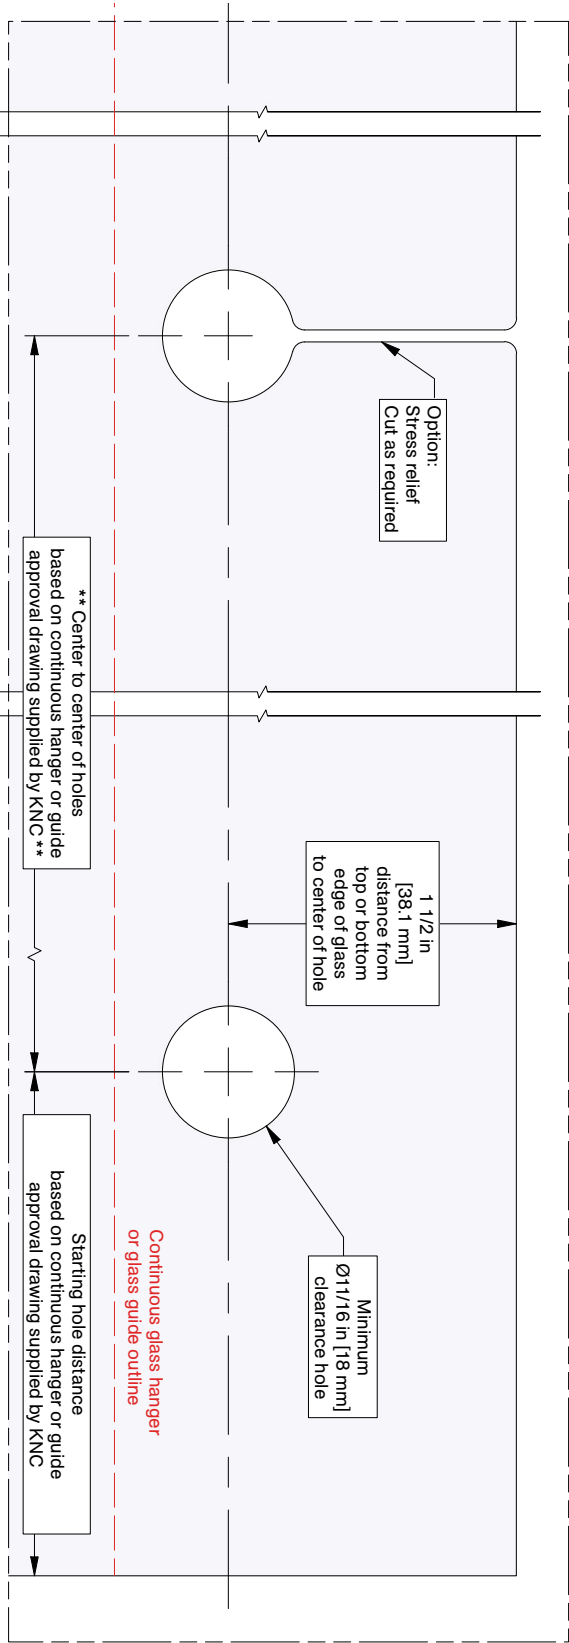 Option:
Stress relief
Cut as required
1 1/2 in
[38.1 mm]
distance from
top or bottom
edge of glass
to center of hole
Minimum
Ø11/16 in [18 mm]
clearance hole
Continuous glass hanger
or glass guide outline
** Center to center of holes
based on continuous hanger or guide
approval drawing supplied by KNC **
Starting hole distance
based on continuous hanger or guide
approval drawing supplied by KNC